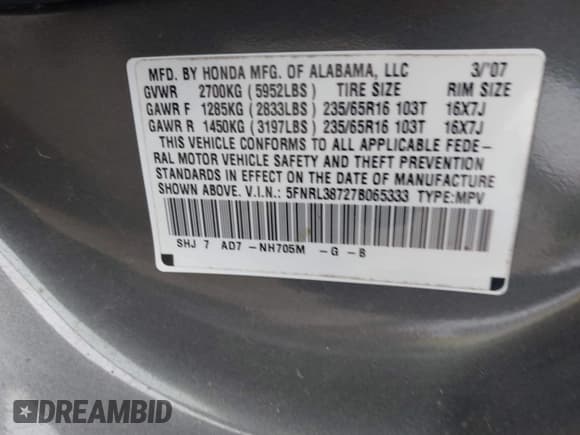 MFD. BY HONDA MFG. OF ALABAMA, LLC 3/'07
GVWR 2700KG (5952LBS) TIRE SIZE RIM SIZE
GAWR F 1285KG (2833LBS) 235/65R16 103T 16X7J
GAWR R 1450KG (3197LBS) 235/65R16 103T 16X7J
THIS VEHICLE CONFORMS TO ALL APPLICABLE FEDE-
RAL MOTOR VEHICLE SAFETY AND THEFT PREVENTION
STANDARDS IN EFFECT ON THE DATE OF MANUFACTURE
SHOWN ABOVE. V.I.N.: 5FNRL38727B065333 TYPE:MPV
SHJ 7 AD7-NH705M -G -B
DREAMBID